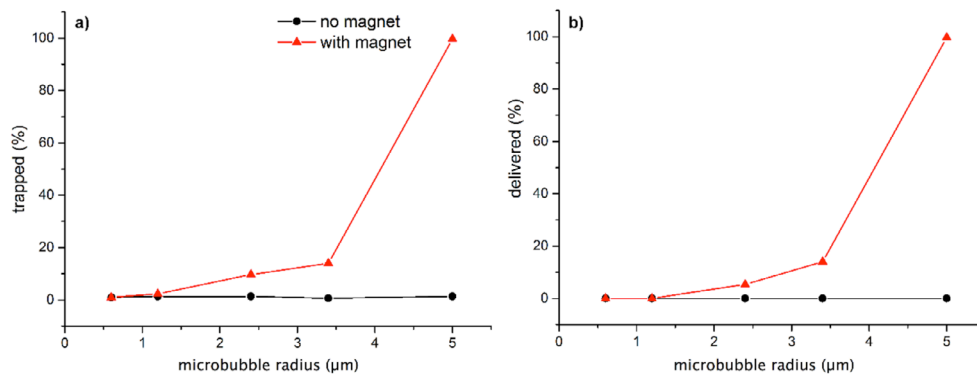 a)
no magnet
with magnet
100
80
60
40
20
0
trapped (%)
0 1 2 3 4 5
microbubble radius (µm)
b)
100
80
60
40
20
0
delivered (%)
0 1 2 3 4 5
microbubble radius (µm)